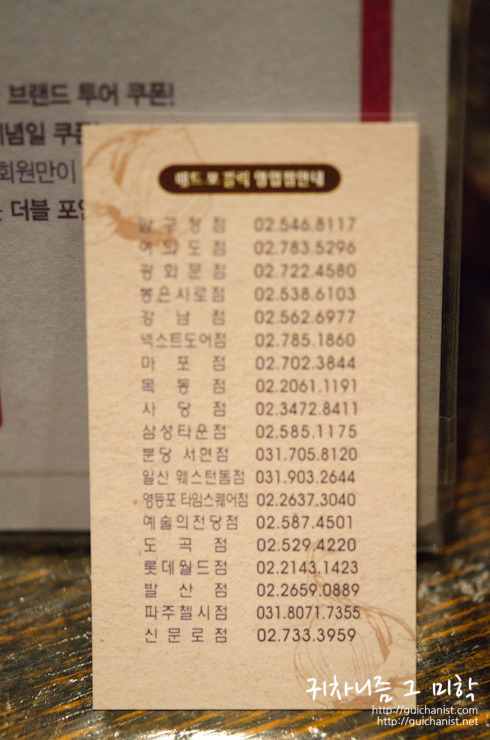 브랜드 투어 쿠폰!
념일 쿠폰
회원만이
더블 포인
매드포갈릭 영업점안내
압구정점 02.546.8117
여의도점 02.783.5296
광화문점 02.722.4580
봉은사로점 02.538.6103
강남점 02.562.6977
넥스트도어점 02.785.1860
마포점 02.702.3844
목동점 02.2061.1191
사당점 02.3472.8411
삼성타운점 02.585.1175
분당 서현점 031.705.8120
일산 웨스턴돔점 031.903.2644
영등포 타임스퀘어점 02.2637.3040
예술의전당점 02.587.4501
도곡점 02.529.4220
롯데월드점 02.2143.1423
발산점 02.2659.0889
파주첼시점 031.8071.7355
신문로점 02.733.3959
귀차니즘 그 미학
http://guichanist.com
http://guichanist.net